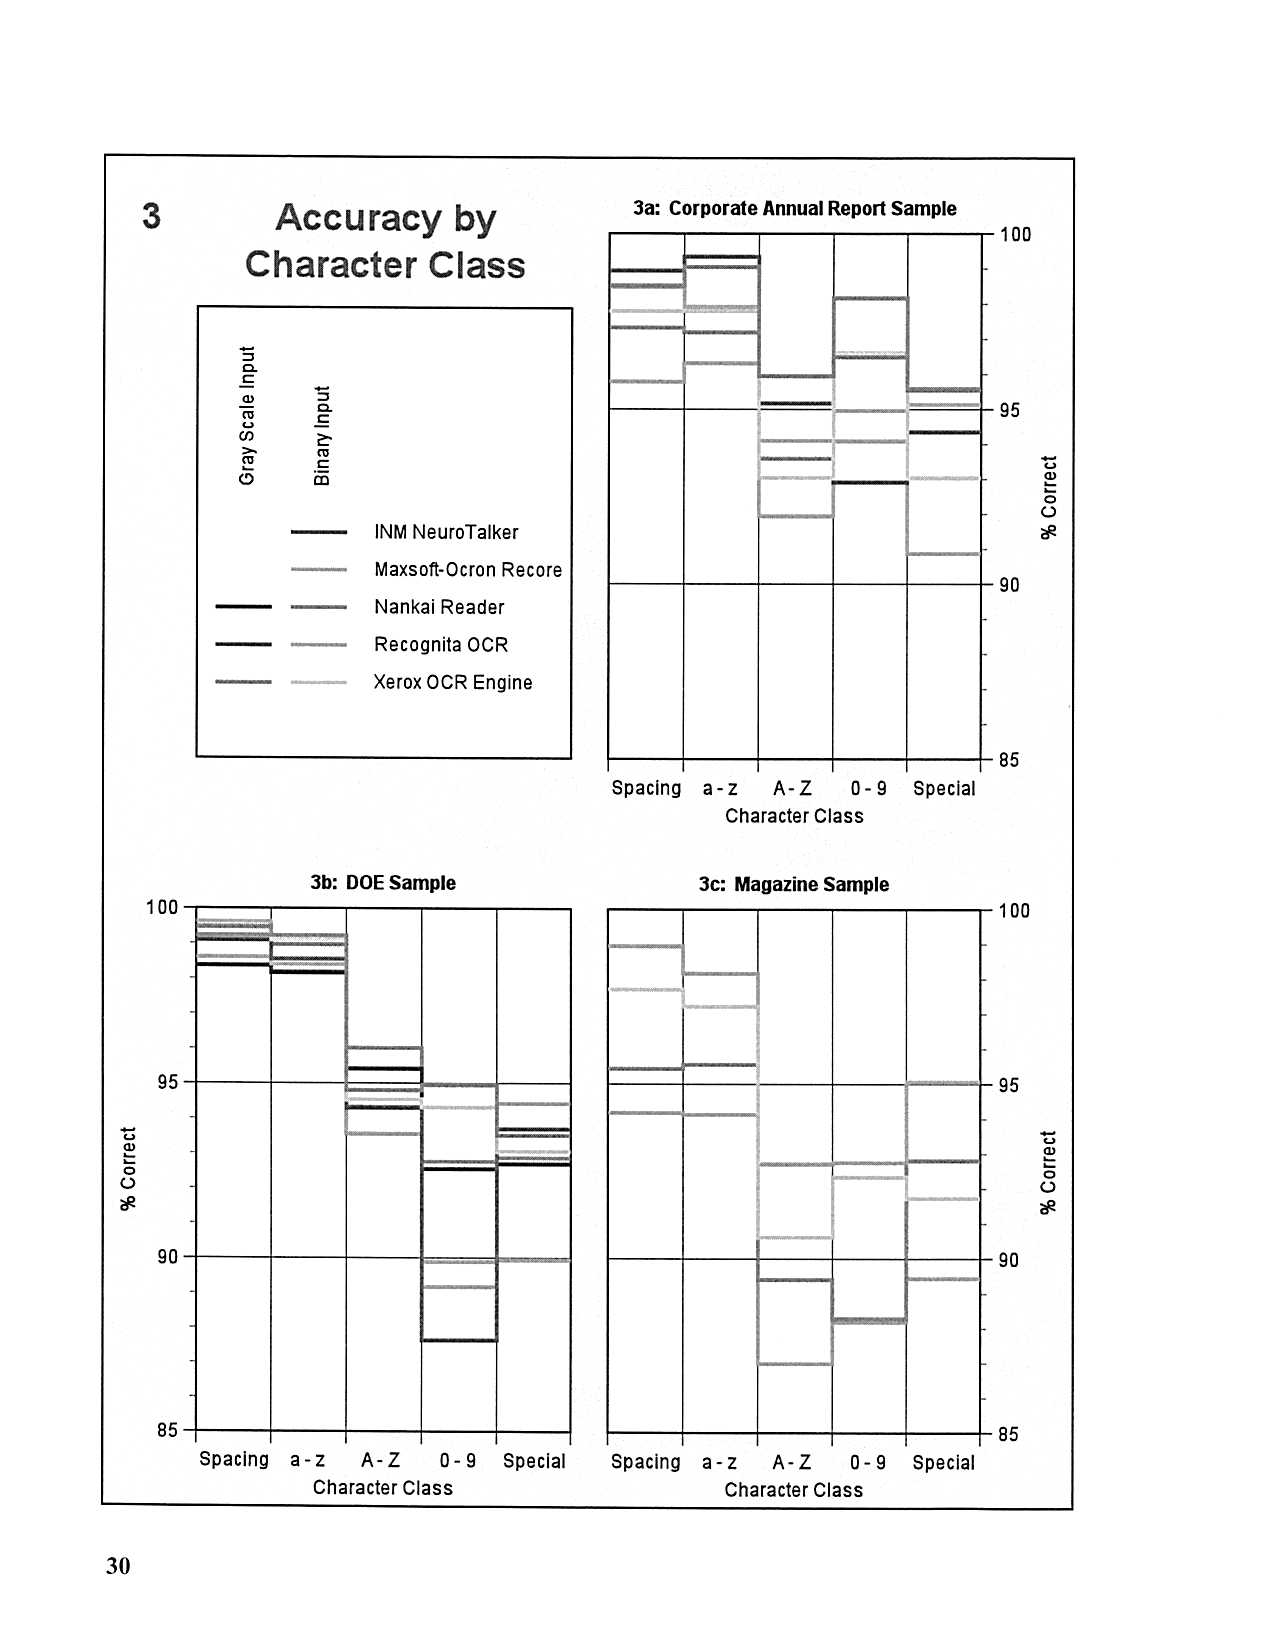 3
Accuracy by
Character Class
Gray Scale Input
Binary Input
INM NeuroTalker
Maxsoft-Ocron Recore
Nankai Reader
Recognita OCR
Xerox OCR Engine
3a: Corporate Annual Report Sample
100
95
90
85
% Correct
Spacing a - z A - Z 0 - 9 Special
Character Class
3b: DOE Sample
100
95
90
85
% Correct
Spacing a - z A - Z 0 - 9 Special
Character Class
3c: Magazine Sample
100
95
90
85
% Correct
Spacing a - z A - Z 0 - 9 Special
Character Class
30